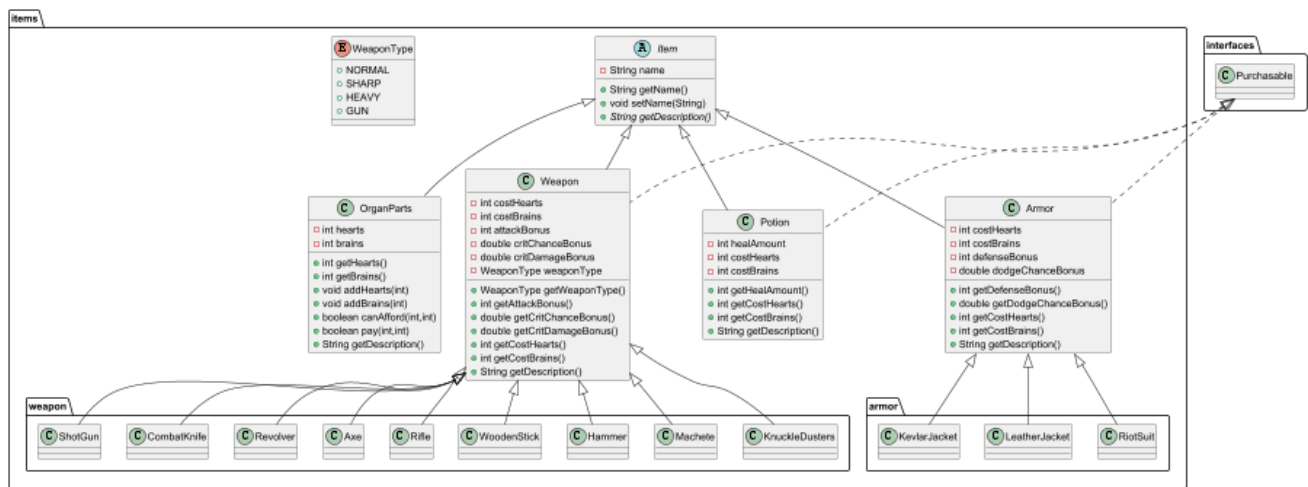 items
E WeaponType
NORMAL
SHARP
HEAVY
GUN
A Item
String name
String getName()
void setName(String)
String getDescription()
interfaces
C Purchasable
C OrganParts
int hearts
int brains
int getHearts()
int getBrains()
void addHearts(int)
void addBrains(int)
boolean canAfford(int,int)
boolean pay(int,int)
String getDescription()
C Weapon
int costHearts
int costBrains
int attackBonus
double critChanceBonus
double critDamageBonus
WeaponType weaponType
WeaponType getWeaponType()
int getAttackBonus()
double getCritChanceBonus()
double getCritDamageBonus()
int getCostHearts()
int getCostBrains()
String getDescription()
C Potion
int healAmount
int costHearts
int costBrains
int getHealAmount()
int getCostHearts()
int getCostBrains()
String getDescription()
C Armor
int costHearts
int costBrains
int defenseBonus
double dodgeChanceBonus
int getDefenseBonus()
double getDodgeChanceBonus()
int getCostHearts()
int getCostBrains()
String getDescription()
weapon
C ShotGun
C CombatKnife
C Revolver
C Axe
C Rifle
C WoodenStick
C Hammer
C Machete
C KnuckleDusters
armor
C KevlarJacket
C LeatherJacket
C RiotSuit